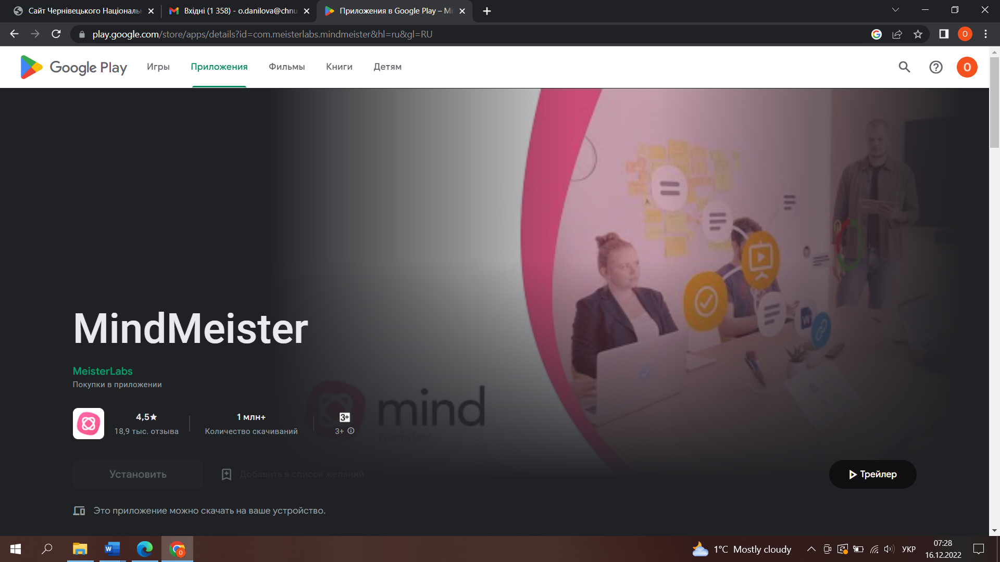 Сайт Чернівецького Національн
Вхідні (1 358) - o.danilova@chnu
Приложения в Google Play – Mi
play.google.com/store/apps/details?id=com.meisterlabs.mindmeister&hl=ru&gl=RU
O
Google Play
Игры
Приложения
Фильмы
Книги
Детям
O
MindMeister
MeisterLabs
Покупки в приложении
mind
meister
4,5★
18,9 тыс. отзыва
1 млн+
Количество скачиваний
3+
3+
Установить
Добавить в список желаний
Трейлер
Это приложение можно скачать на ваше устройство.
1°C Mostly cloudy
УКР
07:28
16.12.2022